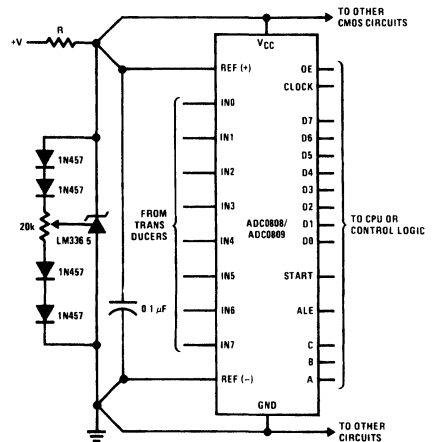 TO OTHER
CMOS CIRCUITS
R
+V
VCC
REF (+)
OE
CLOCK
IN0
D7
IN1
D6
D5
1N457
IN2
D4
1N457
D3
IN3
D2
20k
FROM
TRANS
DUCERS
ADC0808/
ADC0809
D1
TO CPU OR
CONTROL LOGIC
LM336 5
IN4
D0
1N457
IN5
START
1N457
0 1 µF
IN6
ALE
IN7
C
B
REF (−)
A
GND
TO OTHER
CIRCUITS